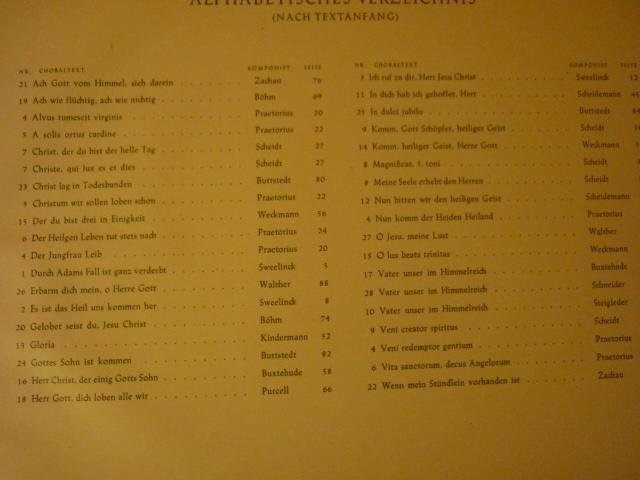 ALPHABETISCHES VERZEICHNIS
(NACH TEXTANFANG)
NR. CHORALTEXT KOMPONIST SEITE
21 Ach Gott vom Himmel, sieh darein Zachau 76
19 Ach wie flüchtig, ach wie nichtig Böhm 69
4 Alvus tumescit virginis Praetorius 20
5 A solis ortus cardine Praetorius 22
7 Christ, der du bist der helle Tag Scheidt 27
7 Christe, qui lux es et dies Scheidt 27
23 Christ lag in Todesbanden Buttstedt 80
5 Christum wir sollen loben schon Praetorius 22
15 Der du bist drei in Einigkeit Weckmann 56
6 Der Heilgen Leben tut stets nach Praetorius 24
4 Der Jungfrau Leib Praetorius 20
1 Durch Adams Fall ist ganz verderbt Sweelinck 5
26 Erbarm dich mein, o Herre Gott Walther 88
2 Es ist das Heil uns kommen her Sweelinck 8
20 Gelobet seist du, Jesu Christ Böhm 74
13 Gloria Kindermann 52
24 Gottes Sohn ist kommen Buttstedt 82
16 Herr Christ, der einig Gotts Sohn Buxtehude 58
18 Herr Gott, dich loben alle wir Purcell 66
NR. CHORALTEXT KOMPONIST SEITE
3 Ich ruf zu dir, Herr Jesu Christ Sweelinck
11 In dich hab ich gehoffet, Herr Scheidemann
25 In dulci jubilo Buttstedt
9 Komm, Gott Schöpfer, heiliger Geist Scheidt
14 Komm, heiliger Geist, Herre Gott Weckmann
8 Magnificat, 5. toni Scheidt
8 Meine Seele erhebt den Herren Scheidt
12 Nun bitten wir den heiligen Geist Scheidemann
4 Nun komm der Heiden Heiland Praetorius
27 O Jesu, meine Lust Walther
15 O lux beata trinitas Weckmann
17 Vater unser im Himmelreich Buxtehude
28 Vater unser im Himmelreich Schneider
10 Vater unser im Himmelreich Steigleder
9 Veni creator spiritus Scheidt
4 Veni redemptor gentium Praetorius
6 Vita sanctorum, decus Angelorum Praetorius
22 Wenn mein Stündlein vorhanden ist Zachau